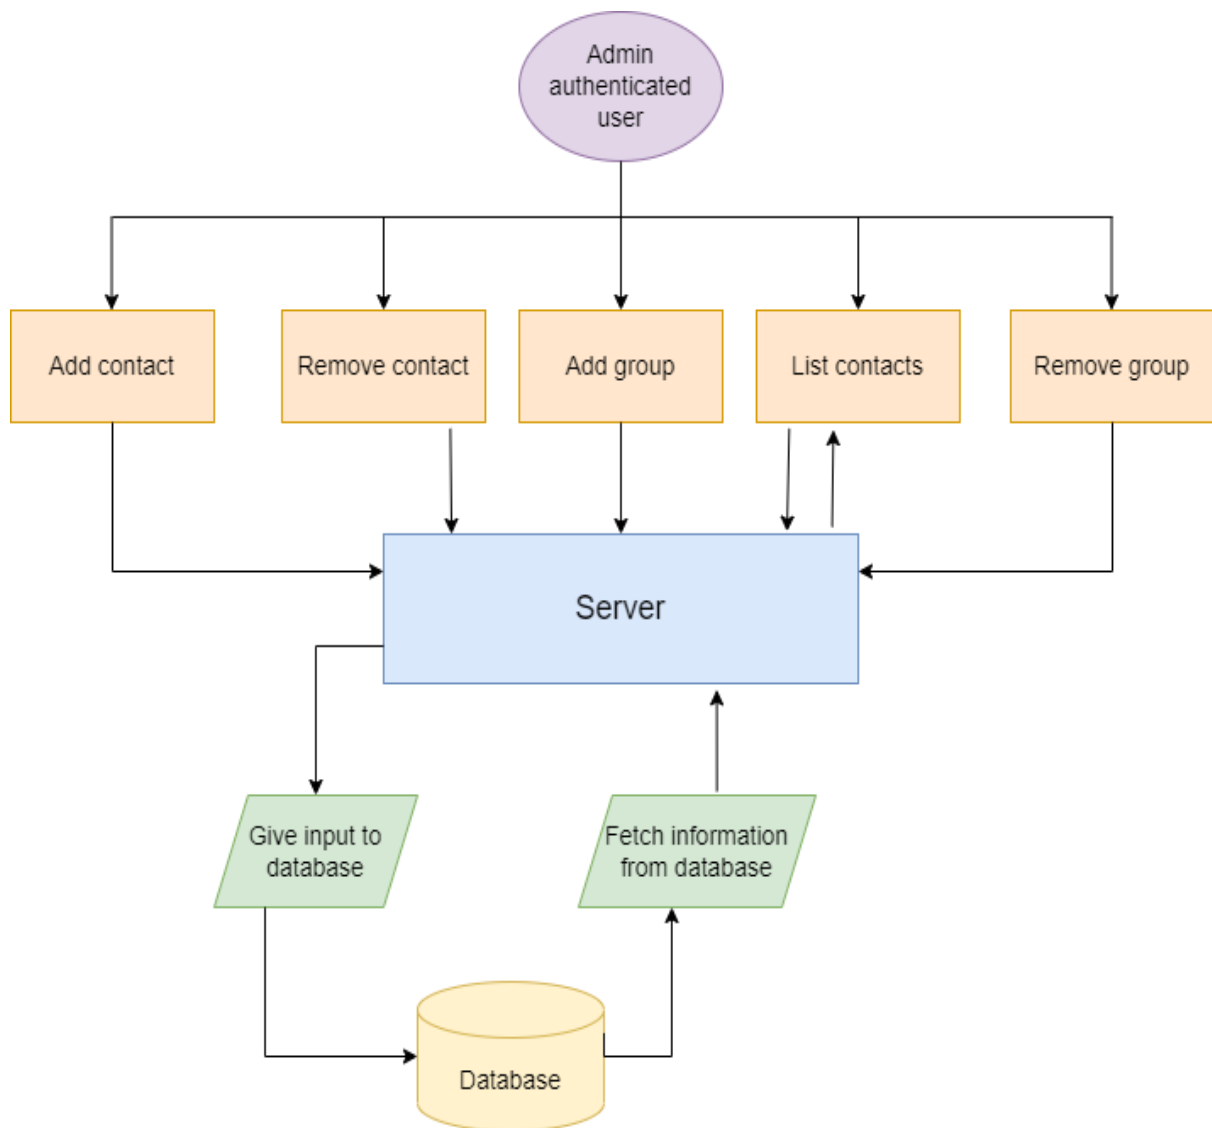 Admin
authenticated
user
Add contact
Remove contact
Add group
List contacts
Remove group
Server
Give input to
database
Fetch information
from database
Database